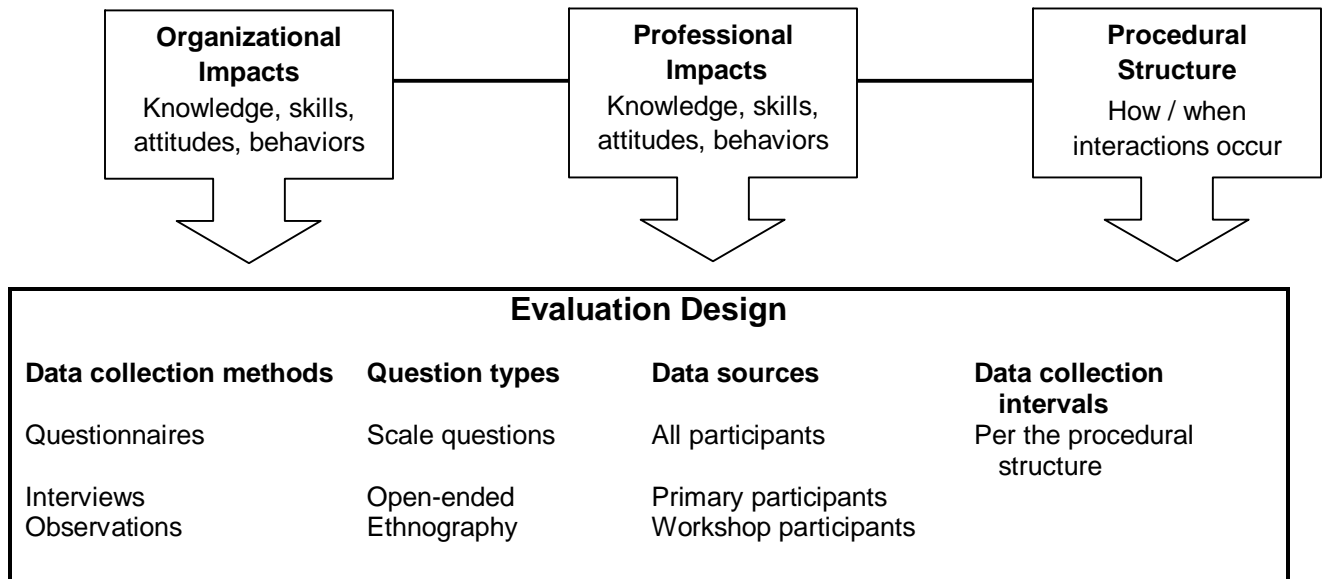 Organizational
Impacts
Knowledge, skills,
attitudes, behaviors
Professional
Impacts
Knowledge, skills,
attitudes, behaviors
Procedural
Structure
How / when
interactions occur
Evaluation Design
Data collection methods Question types Data sources Data collection
intervals
Questionnaires Scale questions All participants Per the procedural
structure
Interviews Open-ended Primary participants
Observations Ethnography Workshop participants